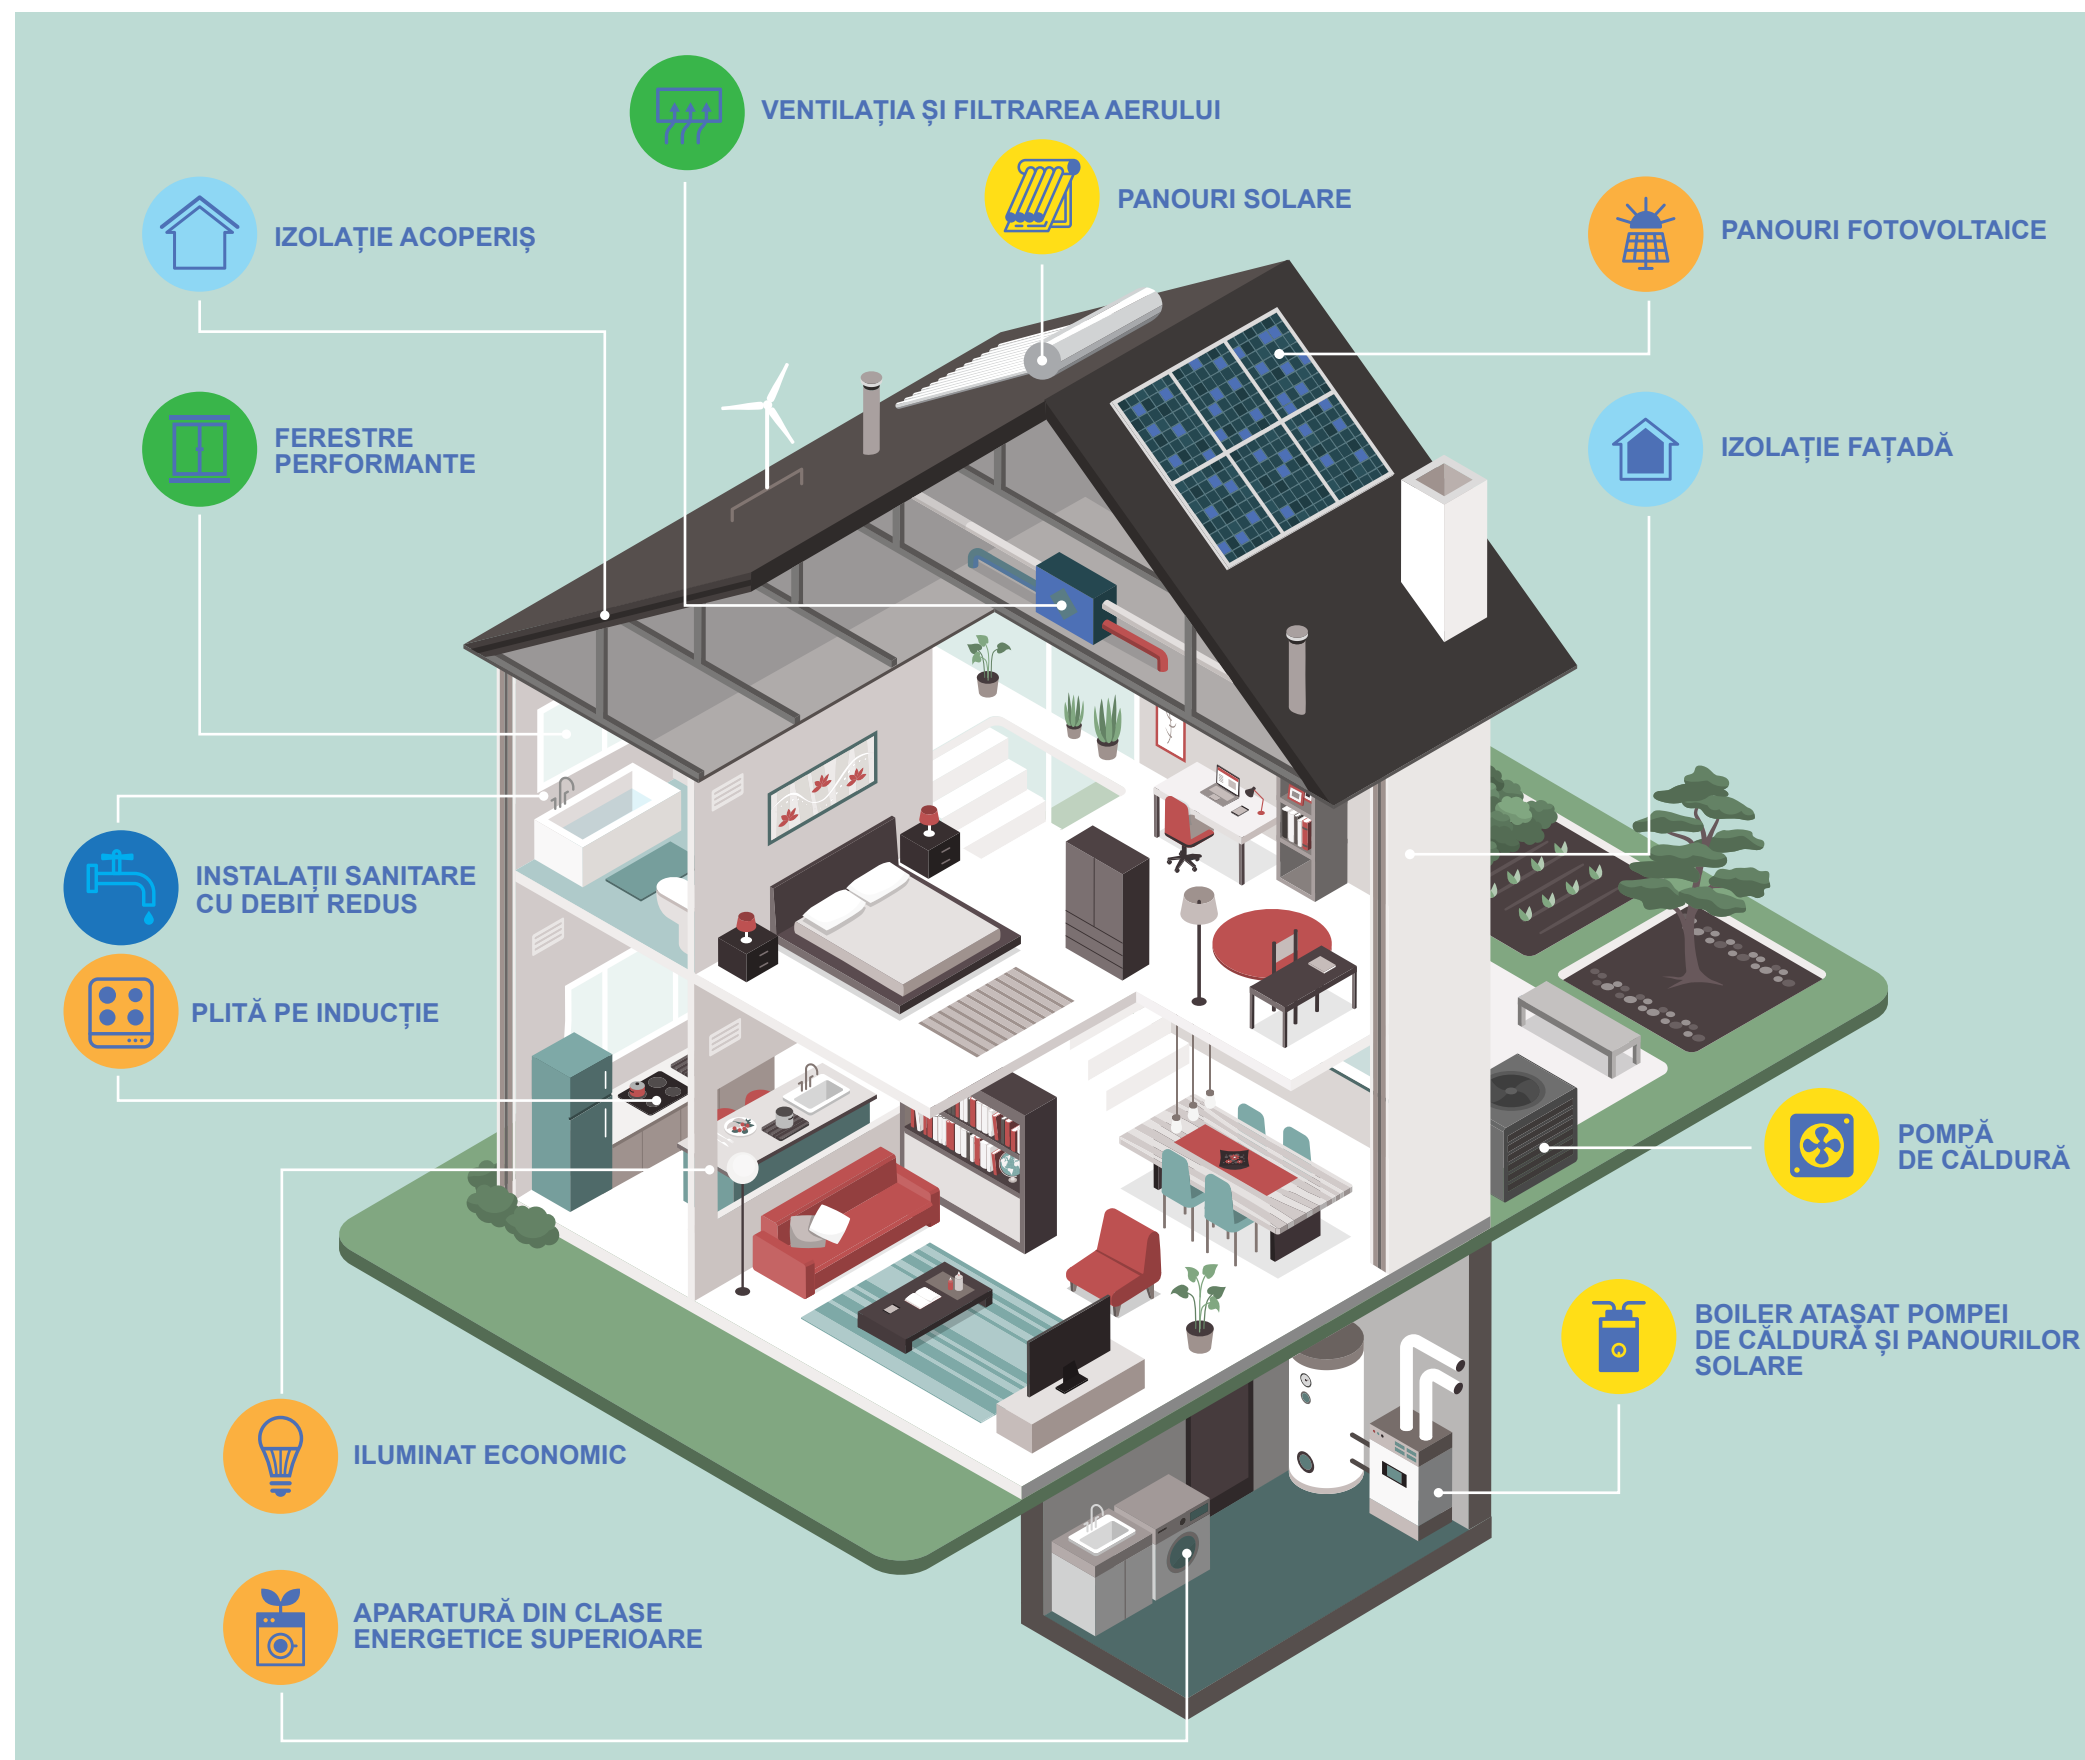 VENTILAȚIA ȘI FILTRAREA AERULUI
PANOURI SOLARE
PANOURI FOTOVOLTAICE
IZOLAȚIE ACOPERIȘ
FERESTRE
PERFORMANTE
IZOLAȚIE FAȚADĂ
INSTALAȚII SANITARE
CU DEBIT REDUS
PLITĂ PE INDUCȚIE
POMPĂ
DE CĂLDURĂ
BOILER ATAȘAT POMPEI
DE CĂLDURĂ ȘI PANOURILOR
SOLARE
ILUMINAT ECONOMIC
APARATURĂ DIN CLASE
ENERGETICE SUPERIOARE